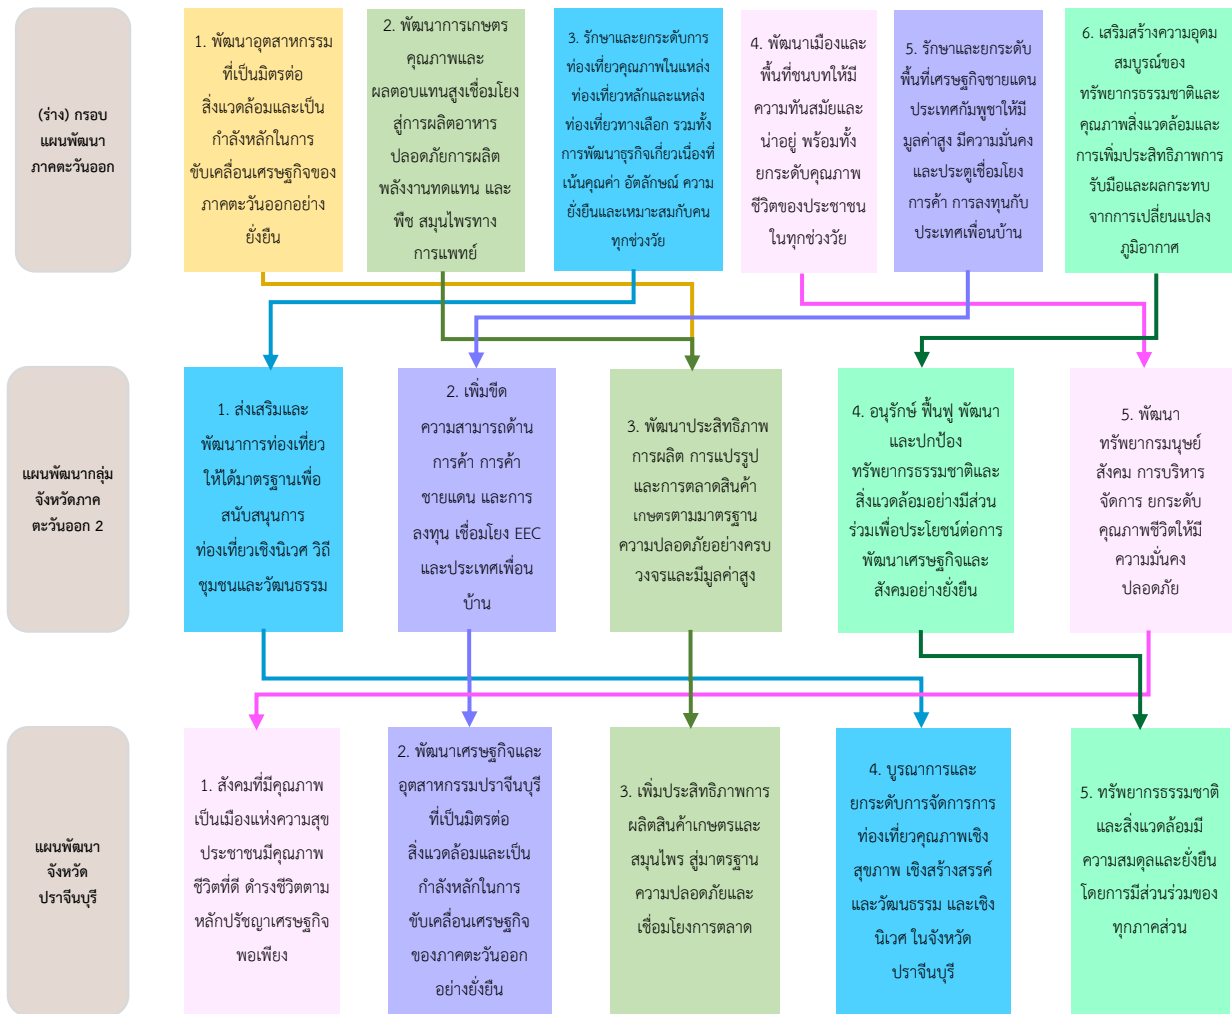 (ร่าง) กรอบ
แผนพัฒนา
ภาคตะวันออก
1. พัฒนาอุตสาหกรรม
ที่เป็นมิตรต่อ
สิ่งแวดล้อมและเป็น
กำลังหลักในการ
ขับเคลื่อนเศรษฐกิจของ
ภาคตะวันออกอย่าง
ยั่งยืน
2. พัฒนาการเกษตร
คุณภาพและ
ผลตอบแทนสูงเชื่อมโยง
สู่การผลิตอาหาร
ปลอดภัยการผลิต
พลังงานทดแทน และ
พืช สมุนไพรทาง
การแพทย์
3. รักษาและยกระดับการ
ท่องเที่ยวคุณภาพในแหล่ง
ท่องเที่ยวหลักและแหล่ง
ท่องเที่ยวทางเลือก รวมทั้ง
การพัฒนาธุรกิจเกี่ยวเนื่องที่
เน้นคุณค่า อัตลักษณ์ ความ
ยั่งยืนและเหมาะสมกับคน
ทุกช่วงวัย
4. พัฒนาเมืองและ
พื้นที่ชนบทให้มี
ความทันสมัยและ
น่าอยู่ พร้อมทั้ง
ยกระดับคุณภาพ
ชีวิตของประชาชน
ในทุกช่วงวัย
5. รักษาและยกระดับ
พื้นที่เศรษฐกิจชายแดน
ประเทศกัมพูชาให้มี
มูลค่าสูง มีความมั่นคง
และประตูเชื่อมโยง
การค้า การลงทุนกับ
ประเทศเพื่อนบ้าน
6. เสริมสร้างความอุดม
สมบูรณ์ของ
ทรัพยากรธรรมชาติและ
คุณภาพสิ่งแวดล้อมและ
การเพิ่มประสิทธิภาพการ
รับมือและผลกระทบ
จากการเปลี่ยนแปลง
ภูมิอากาศ
แผนพัฒนากลุ่ม
จังหวัดภาค
ตะวันออก 2
1. ส่งเสริมและ
พัฒนาการท่องเที่ยว
ให้ได้มาตรฐานเพื่อ
สนับสนุนการ
ท่องเที่ยวเชิงนิเวศ วิถี
ชุมชนและวัฒนธรรม
2. เพิ่มขีด
ความสามารถด้าน
การค้า การค้า
ชายแดน และการ
ลงทุน เชื่อมโยง EEC
และประเทศเพื่อน
บ้าน
3. พัฒนาประสิทธิภาพ
การผลิต การแปรรูป
และการตลาดสินค้า
เกษตรตามมาตรฐาน
ความปลอดภัยอย่างครบ
วงจรและมีมูลค่าสูง
4. อนุรักษ์ ฟื้นฟู พัฒนา
และปกป้อง
ทรัพยากรธรรมชาติและ
สิ่งแวดล้อมอย่างมีส่วน
ร่วมเพื่อประโยชน์ต่อการ
พัฒนาเศรษฐกิจและ
สังคมอย่างยั่งยืน
5. พัฒนา
ทรัพยากรมนุษย์
สังคม การบริหาร
จัดการ ยกระดับ
คุณภาพชีวิตให้มี
ความมั่นคง
ปลอดภัย
แผนพัฒนา
จังหวัด
ปราจีนบุรี
1. สังคมที่มีคุณภาพ
เป็นเมืองแห่งความสุข
ประชาชนมีคุณภาพ
ชีวิตที่ดี ดำรงชีวิตตาม
หลักปรัชญาเศรษฐกิจ
พอเพียง
2. พัฒนาเศรษฐกิจและ
อุตสาหกรรมปราจีนบุรี
ที่เป็นมิตรต่อ
สิ่งแวดล้อมและเป็น
กำลังหลักในการ
ขับเคลื่อนเศรษฐกิจ
ของภาคตะวันออก
อย่างยั่งยืน
3. เพิ่มประสิทธิภาพการ
ผลิตสินค้าเกษตรและ
สมุนไพร สู่มาตรฐาน
ความปลอดภัยและ
เชื่อมโยงการตลาด
4. บูรณาการและ
ยกระดับการจัดการการ
ท่องเที่ยวคุณภาพเชิง
สุขภาพ เชิงสร้างสรรค์
และวัฒนธรรม และเชิง
นิเวศ ในจังหวัด
ปราจีนบุรี
5. ทรัพยากรธรรมชาติ
และสิ่งแวดล้อมมี
ความสมดุลและยั่งยืน
โดยการมีส่วนร่วมของ
ทุกภาคส่วน